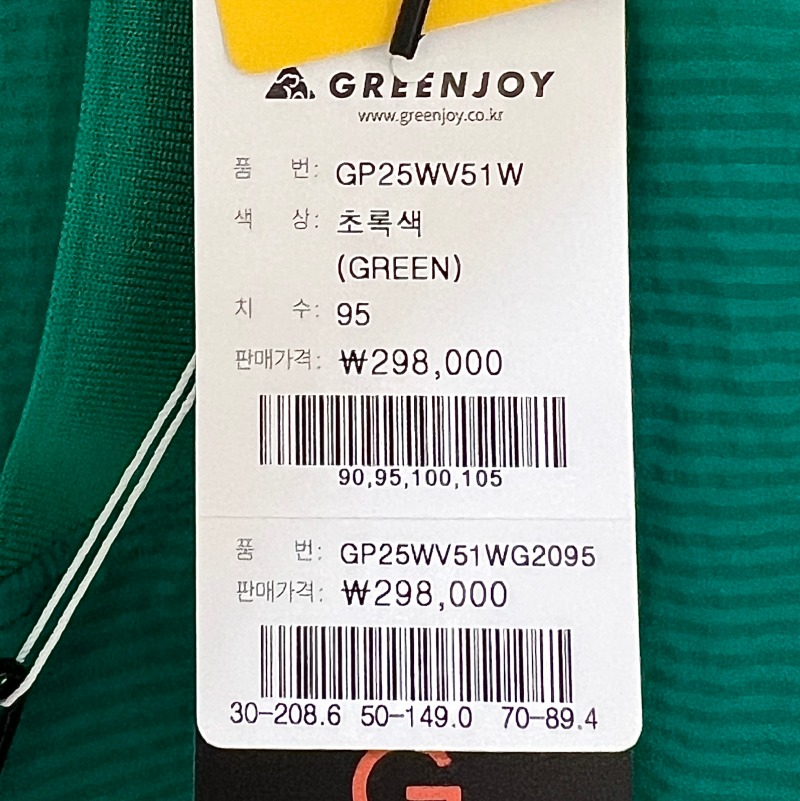 GREENJOY
www.greenjoy.co.kr
품 번: GP25WV51W
색 상: 초록색
(GREEN)
치 수: 95
판매가격: ₩298,000
90,95,100,105
품 번: GP25WV51WG2095
판매가격: ₩298,000
30-208.6 50-149.0 70-89.4
G